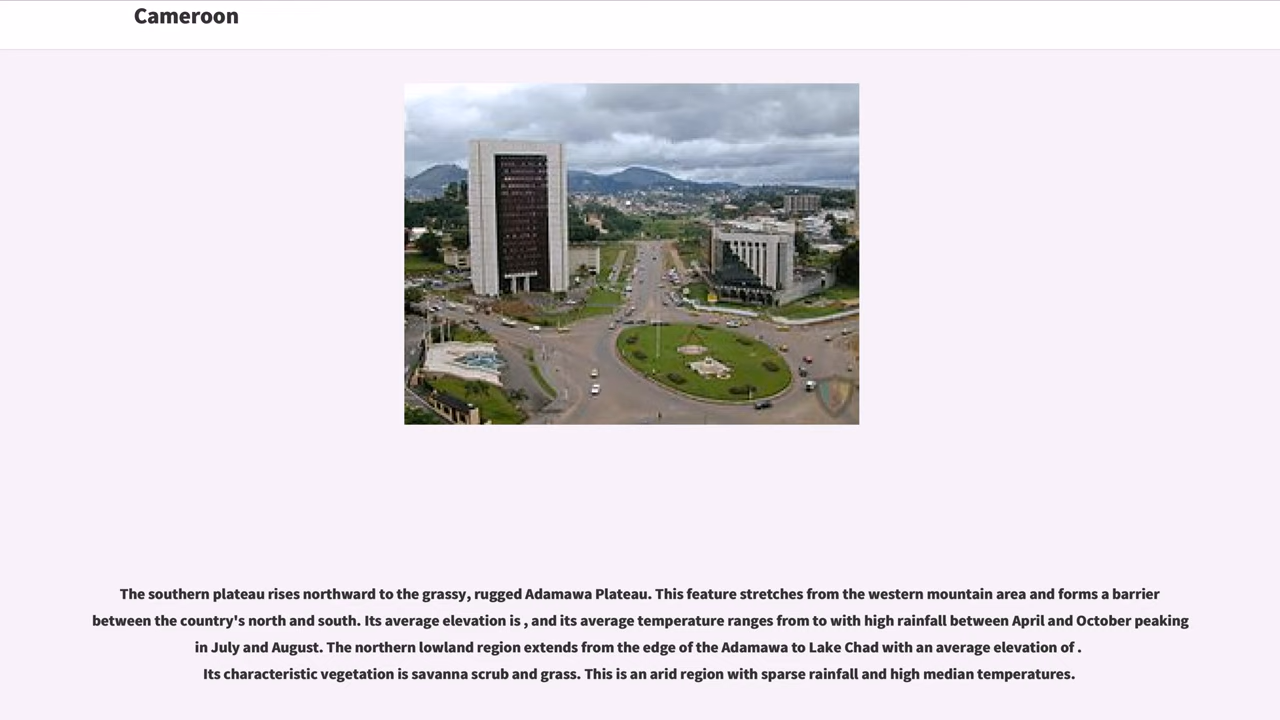 Cameroon
The southern plateau rises northward to the grassy, rugged Adamawa Plateau. This feature stretches from the western mountain area and forms a barrier
between the country's north and south. Its average elevation is , and its average temperature ranges from to with high rainfall between April and October peaking
in July and August. The northern lowland region extends from the edge of the Adamawa to Lake Chad with an average elevation of .
Its characteristic vegetation is savanna scrub and grass. This is an arid region with sparse rainfall and high median temperatures.